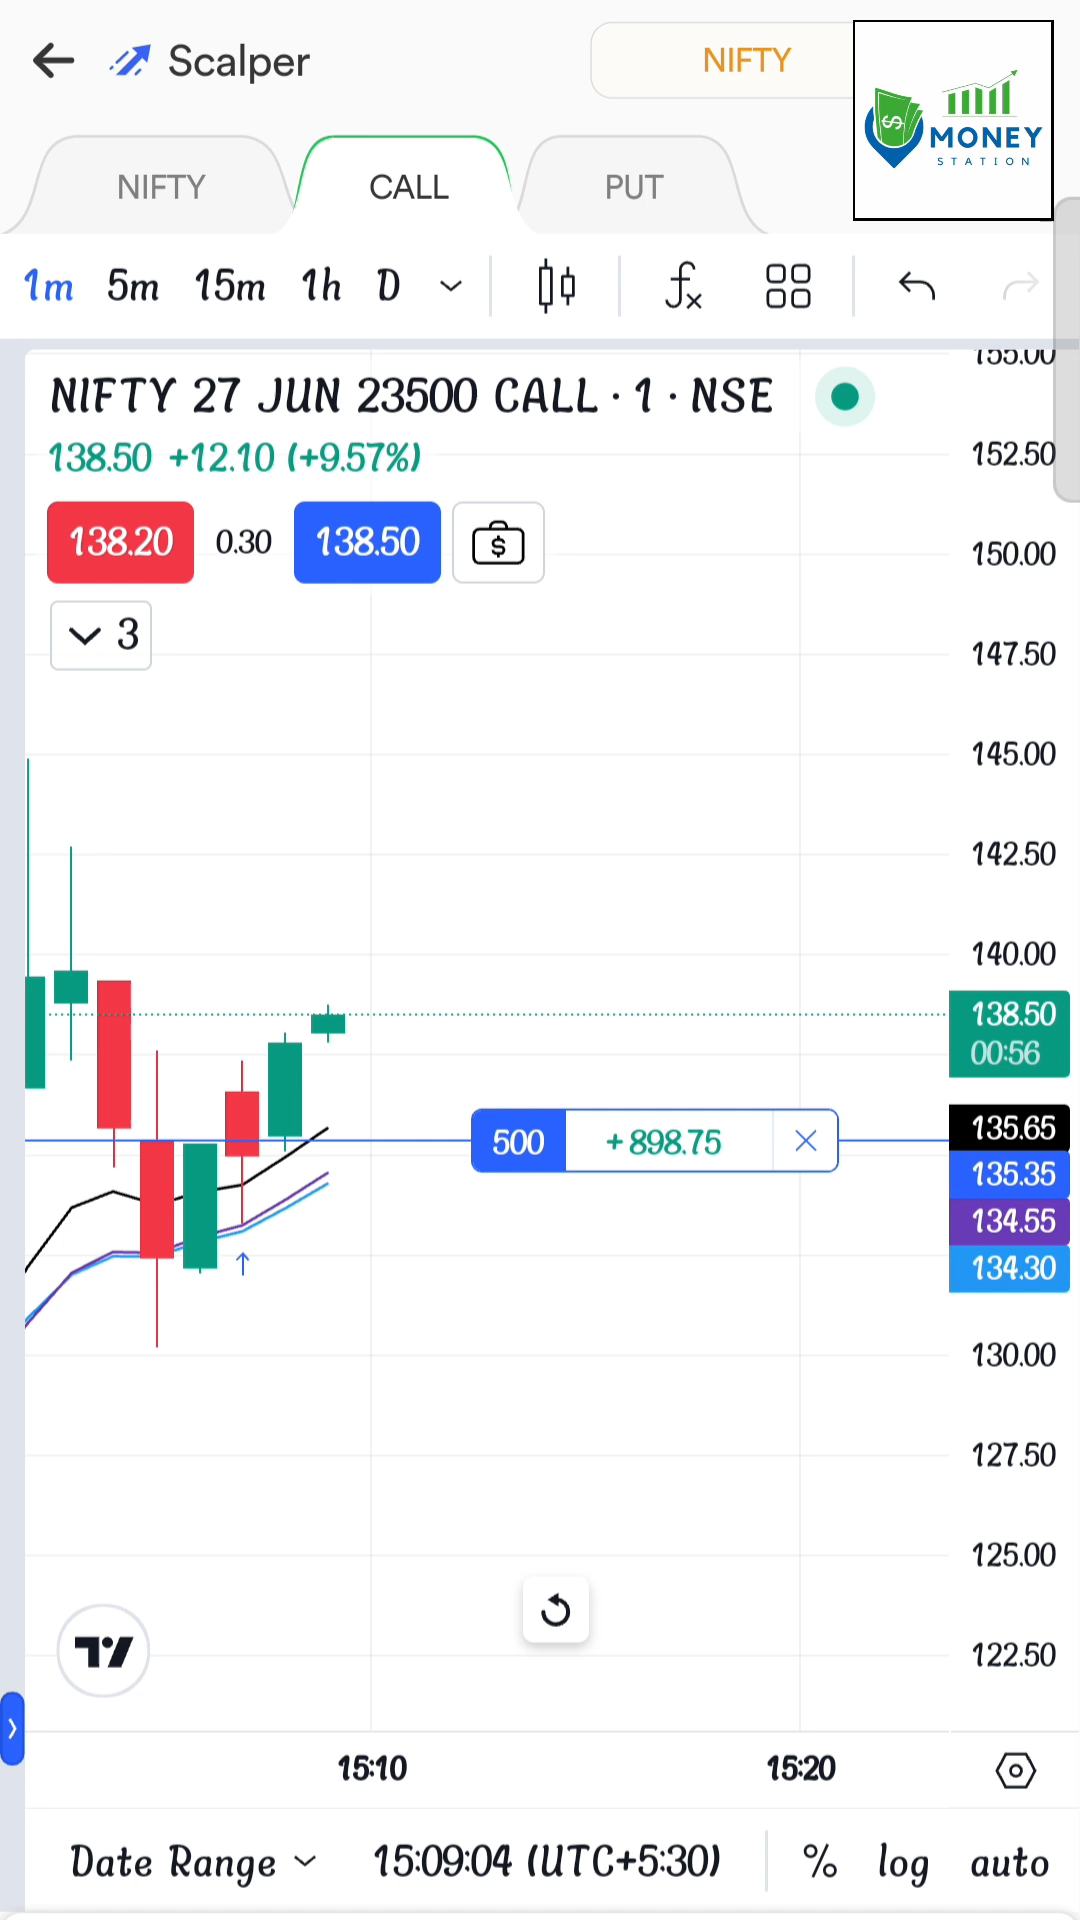 Scalper
NIFTY
MONEY
STATION
NIFTY CALL PUT
1m 5m 15m 1h D
NIFTY 27 JUN 23500 CALL · 1 · NSE
138.50 +12.10 (+9.57%)
138.20 0.30 138.50
3
155.00
152.50
150.00
147.50
145.00
142.50
140.00
138.50
00:56
135.65
135.35
134.55
134.30
500 +898.75
130.00
127.50
125.00
122.50
15:10 15:20
Date Range 15:09:04 (UTC+5:30) % log auto